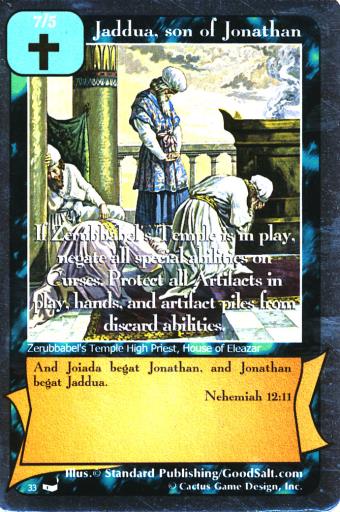 7/5
Jaddua, son of Jonathan
If Zerubbabel's Temple is in play,
negate all special abilities on
Curses. Protect all Artifacts in
play, hands, and artifact piles from
discard abilities.
Zerubbabel's Temple High Priest, House of Eleazar
And Joiada begat Jonathan, and Jonathan
begat Jaddua.
Nehemiah 12:11
Illus.© Standard Publishing/GoodSalt.com
33 © Cactus Game Design, Inc.